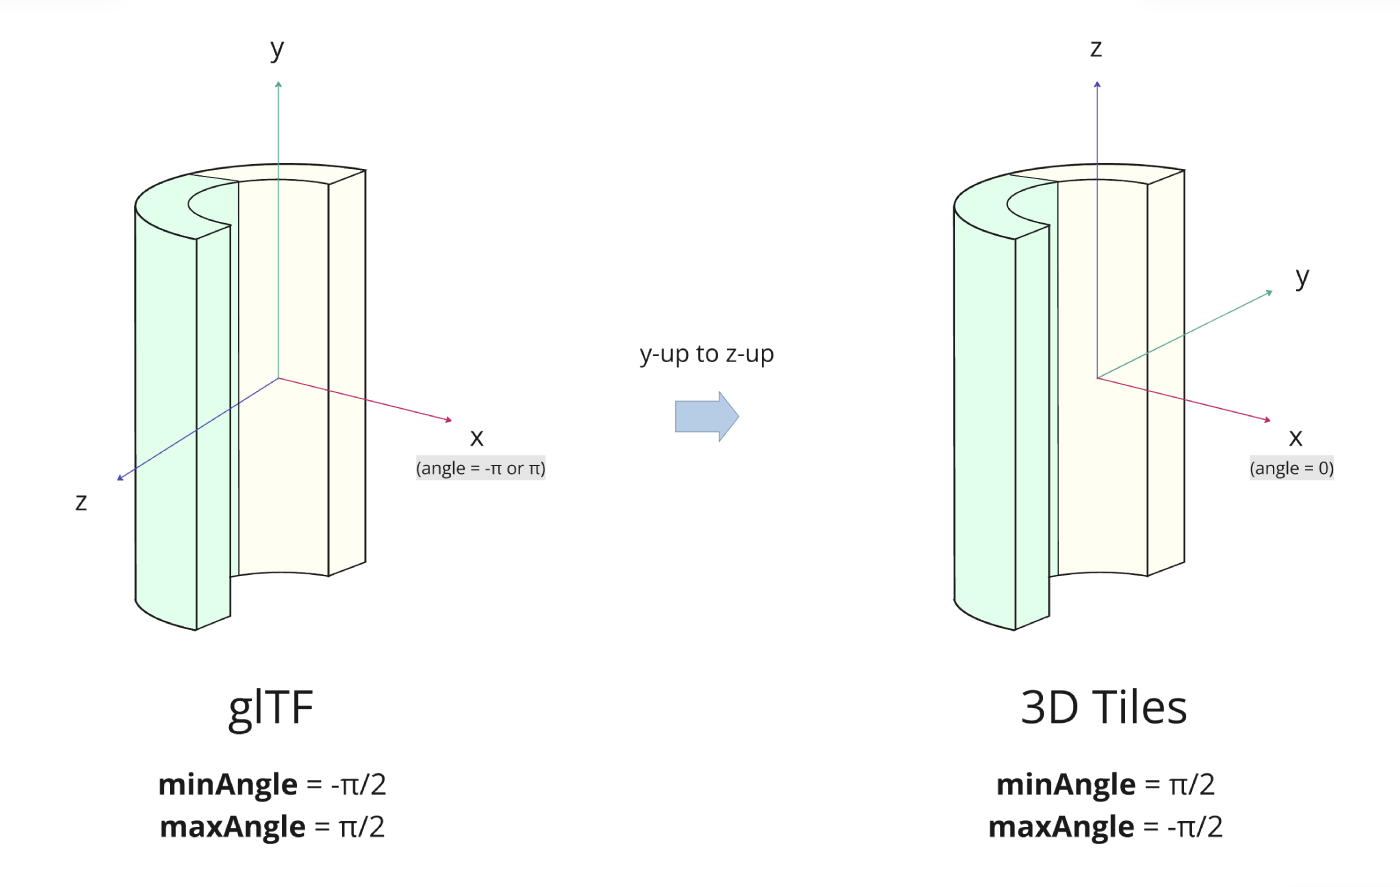 y
z
y
y-up to z-up
x
x
(angle = -π or π)
(angle = 0)
z
glTF
3D Tiles
minAngle = -π/2
minAngle = π/2
maxAngle = π/2
maxAngle = -π/2